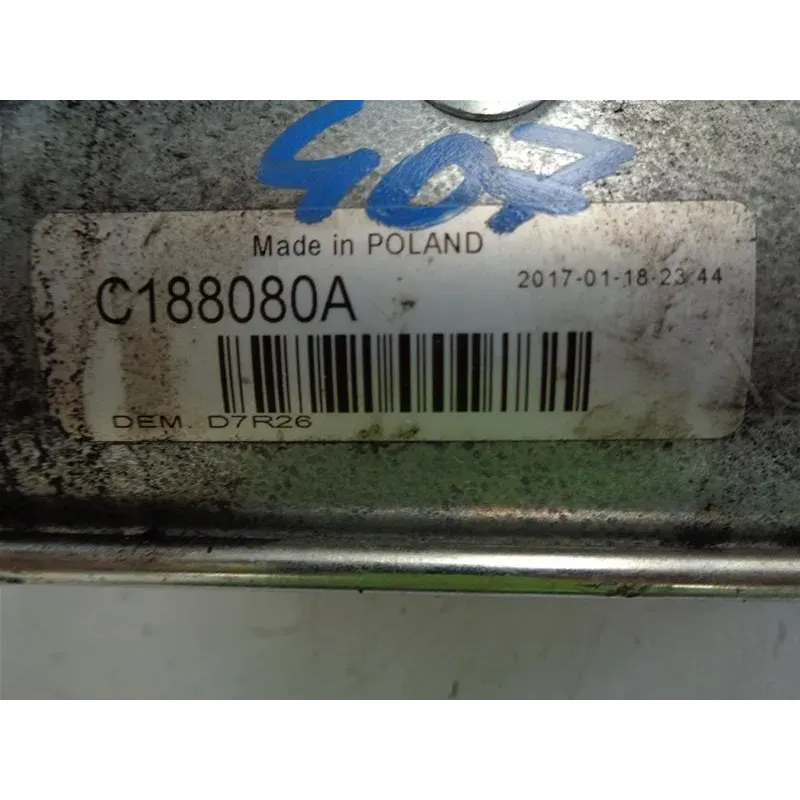 407
Made in POLAND
C188080A
2017-01-18-23:44
DEM. D7R26